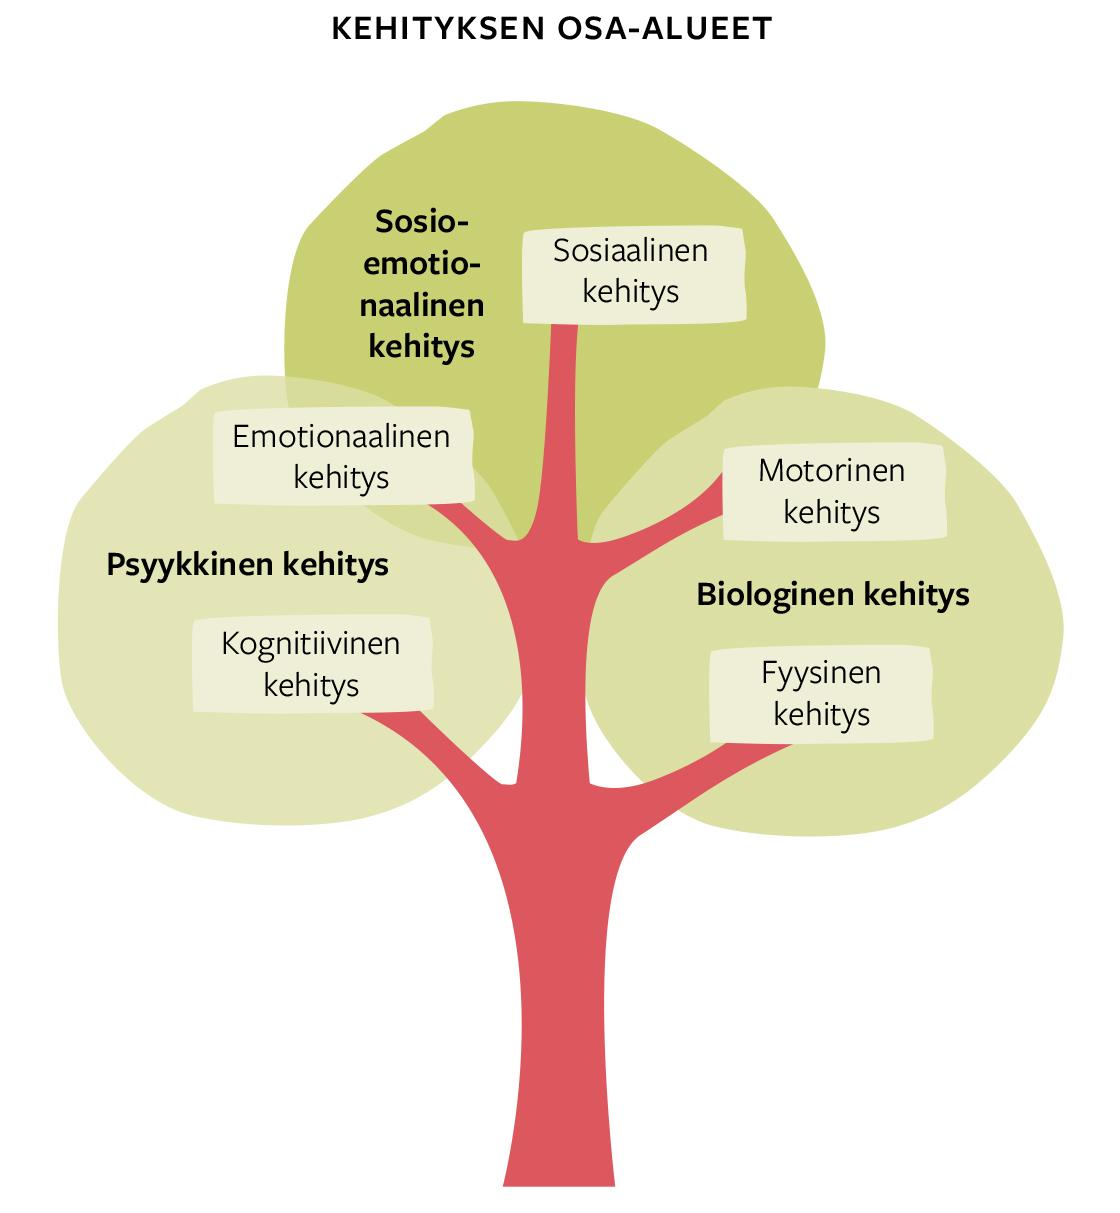 KEHITYKSEN OSA-ALUEET
Sosio-
emotio-
naalinen
kehitys
Sosiaalinen
kehitys
Emotionaalinen
kehitys
Psyykkinen kehitys
Kognitiivinen
kehitys
Motorinen
kehitys
Biologinen kehitys
Fyysinen
kehitys